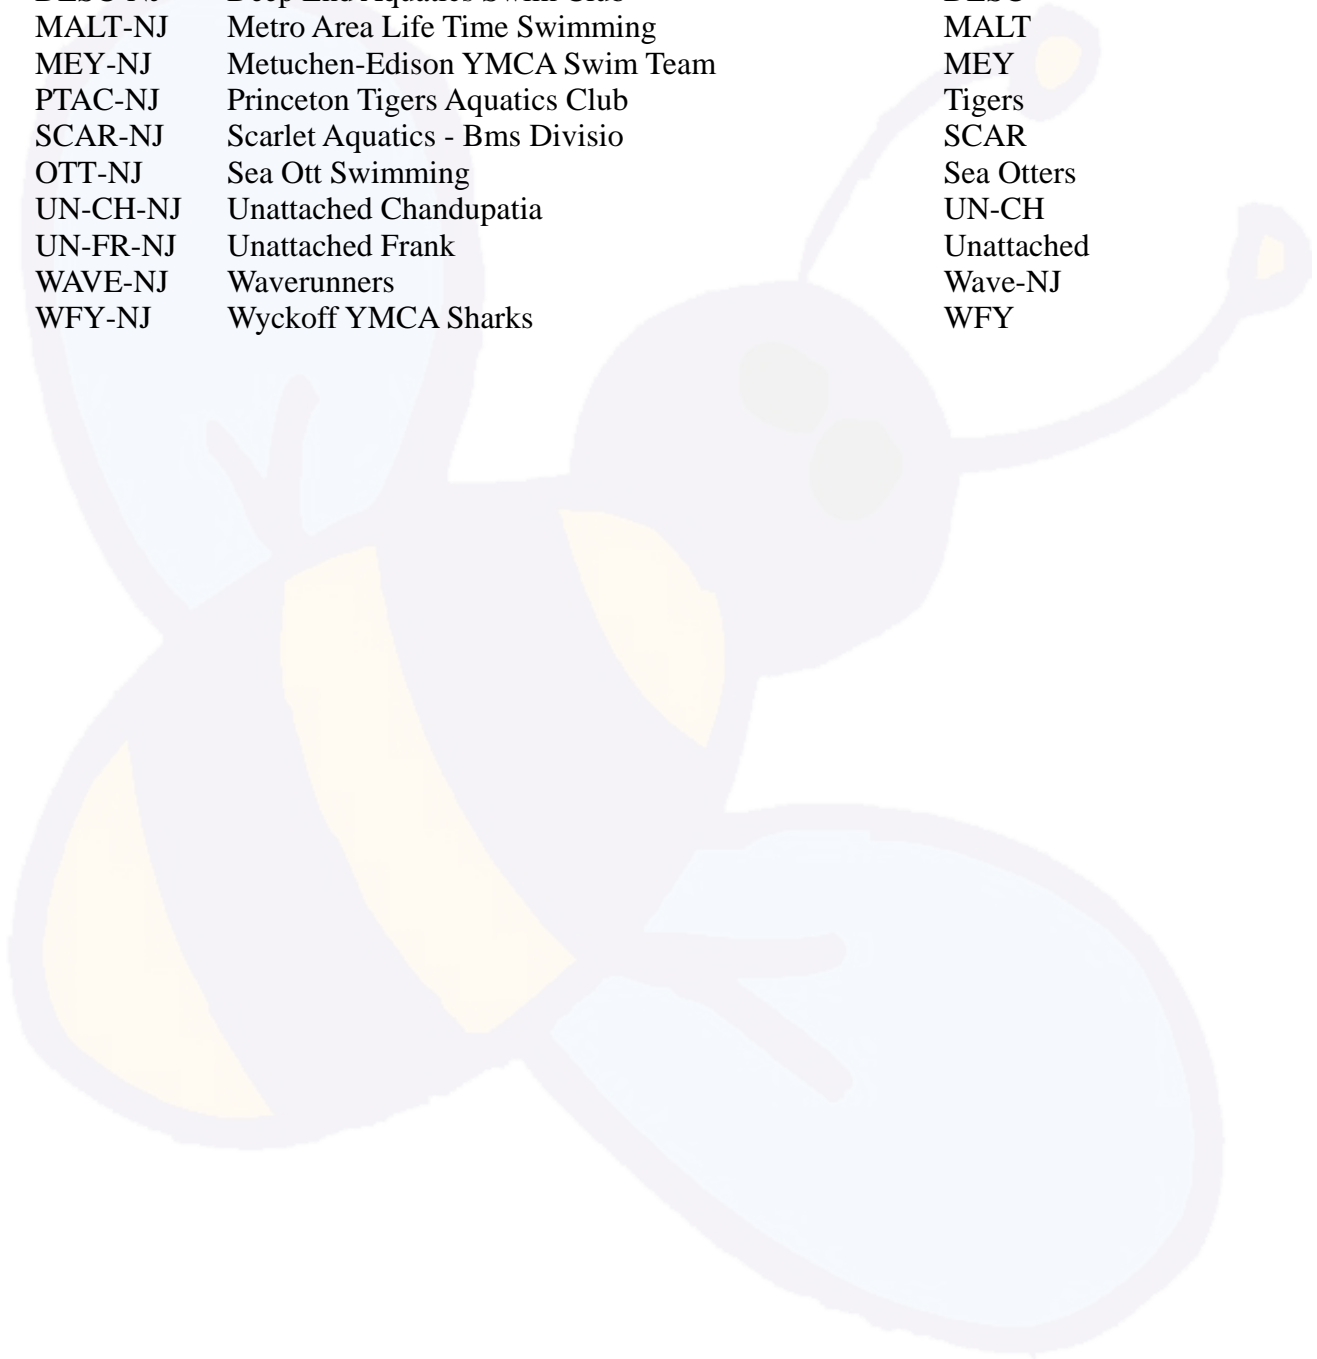 MALT-NJ Metro Area Life Time Swimming MALT
MEY-NJ Metuchen-Edison YMCA Swim Team MEY
PTAC-NJ Princeton Tigers Aquatics Club Tigers
SCAR-NJ Scarlet Aquatics - Bms Divisio SCAR
OTT-NJ Sea Ott Swimming Sea Otters
UN-CH-NJ Unattached Chandupatia UN-CH
UN-FR-NJ Unattached Frank Unattached
WAVE-NJ Waverunners Wave-NJ
WFY-NJ Wyckoff YMCA Sharks WFY